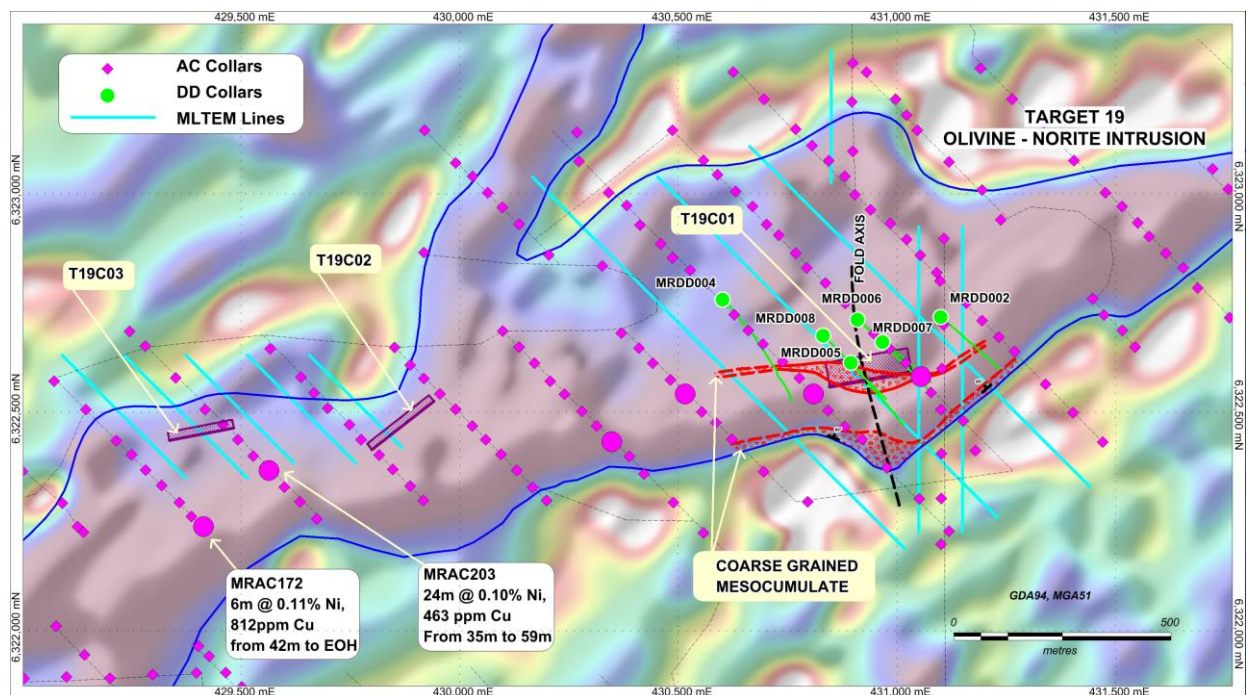 429,500 mE
430,000 mE
430,500 mE
431,000 mE
431,500 mE
AC Collars
DD Collars
MLTEM Lines
TARGET 19
OLIVINE - NORITE INTRUSION
6,323,000 mN
6,323,000 mN
T19C01
FOLD AXIS
T19C03
T19C02
MRDD004
MRDD006
MRDD002
MRDD008
MRDD007
MRDD005
6,322,500 mN
6,322,500 mN
COARSE GRAINED
MESOCUMULATE
MRAC172
6m @ 0.11% Ni,
812ppm Cu
from 42m to EOH
MRAC203
24m @ 0.10% Ni,
463 ppm Cu
From 35m to 59m
GDA94, MGA51
0
500
metres
6,322,000 mN
6,322,000 mN
429,500 mE
430,000 mE
430,500 mE
431,000 mE
431,500 mE